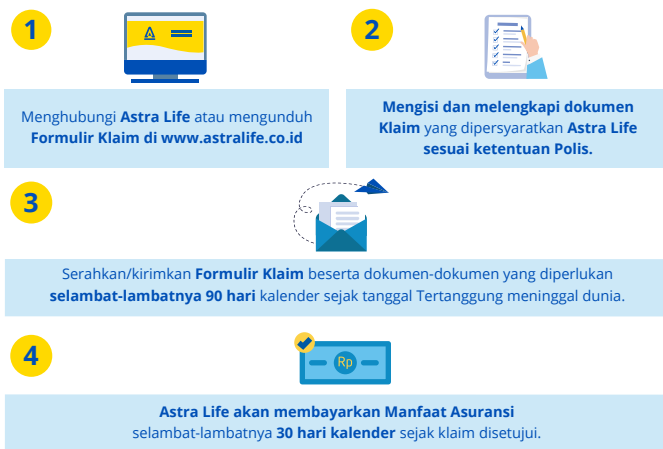 1
Menghubungi Astra Life atau mengunduh
Formulir Klaim di www.astralife.co.id
2
Mengisi dan melengkapi dokumen
Klaim yang dipersyaratkan Astra Life
sesuai ketentuan Polis.
3
Serahkan/kirimkan Formulir Klaim beserta dokumen-dokumen yang diperlukan
selambat-lambatnya 90 hari kalender sejak tanggal Tertanggung meninggal dunia.
4
Rp
Astra Life akan membayarkan Manfaat Asuransi
selambat-lambatnya 30 hari kalender sejak klaim disetujui.